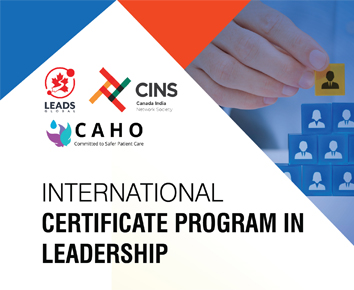 LEADS
GLOBAL
CINS
Canada India
Network Society
CAHO
Committed to Safer Patient Care
INTERNATIONAL
CERTIFICATE PROGRAM IN
LEADERSHIP